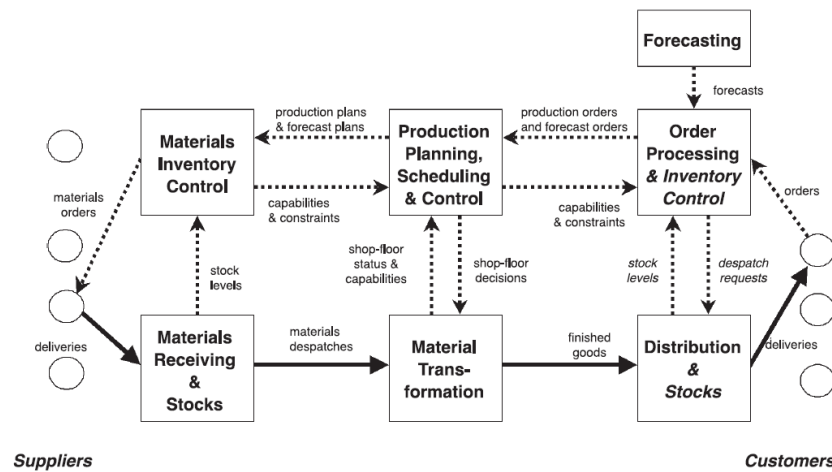 Forecasting
forecasts
production plans
& forecast plans
production orders
and forecast orders
Materials
Inventory
Control
Production
Planning,
Scheduling
& Control
Order
Processing
& Inventory
Control
materials
orders
capabilities
& constraints
capabilities
& constraints
orders
stock
levels
shop-floor
status &
capabilities
shop-floor
decisions
stock
levels
despatch
requests
deliveries
Materials
Receiving
&
Stocks
materials
despatches
Material
Trans-
formation
finished
goods
Distribution
& Stocks
deliveries
Suppliers
Customers